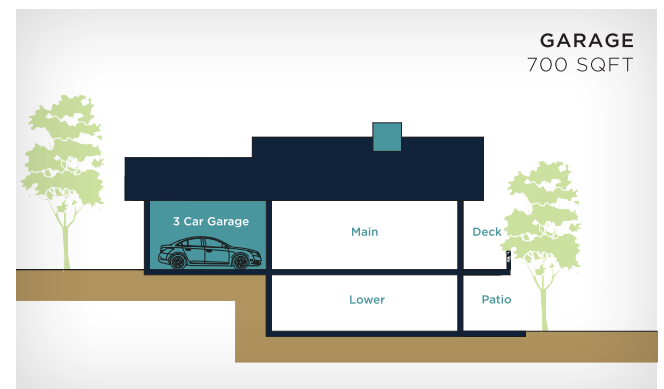 GARAGE
700 SQFT
3 Car Garage
Main
Deck
Lower
Patio